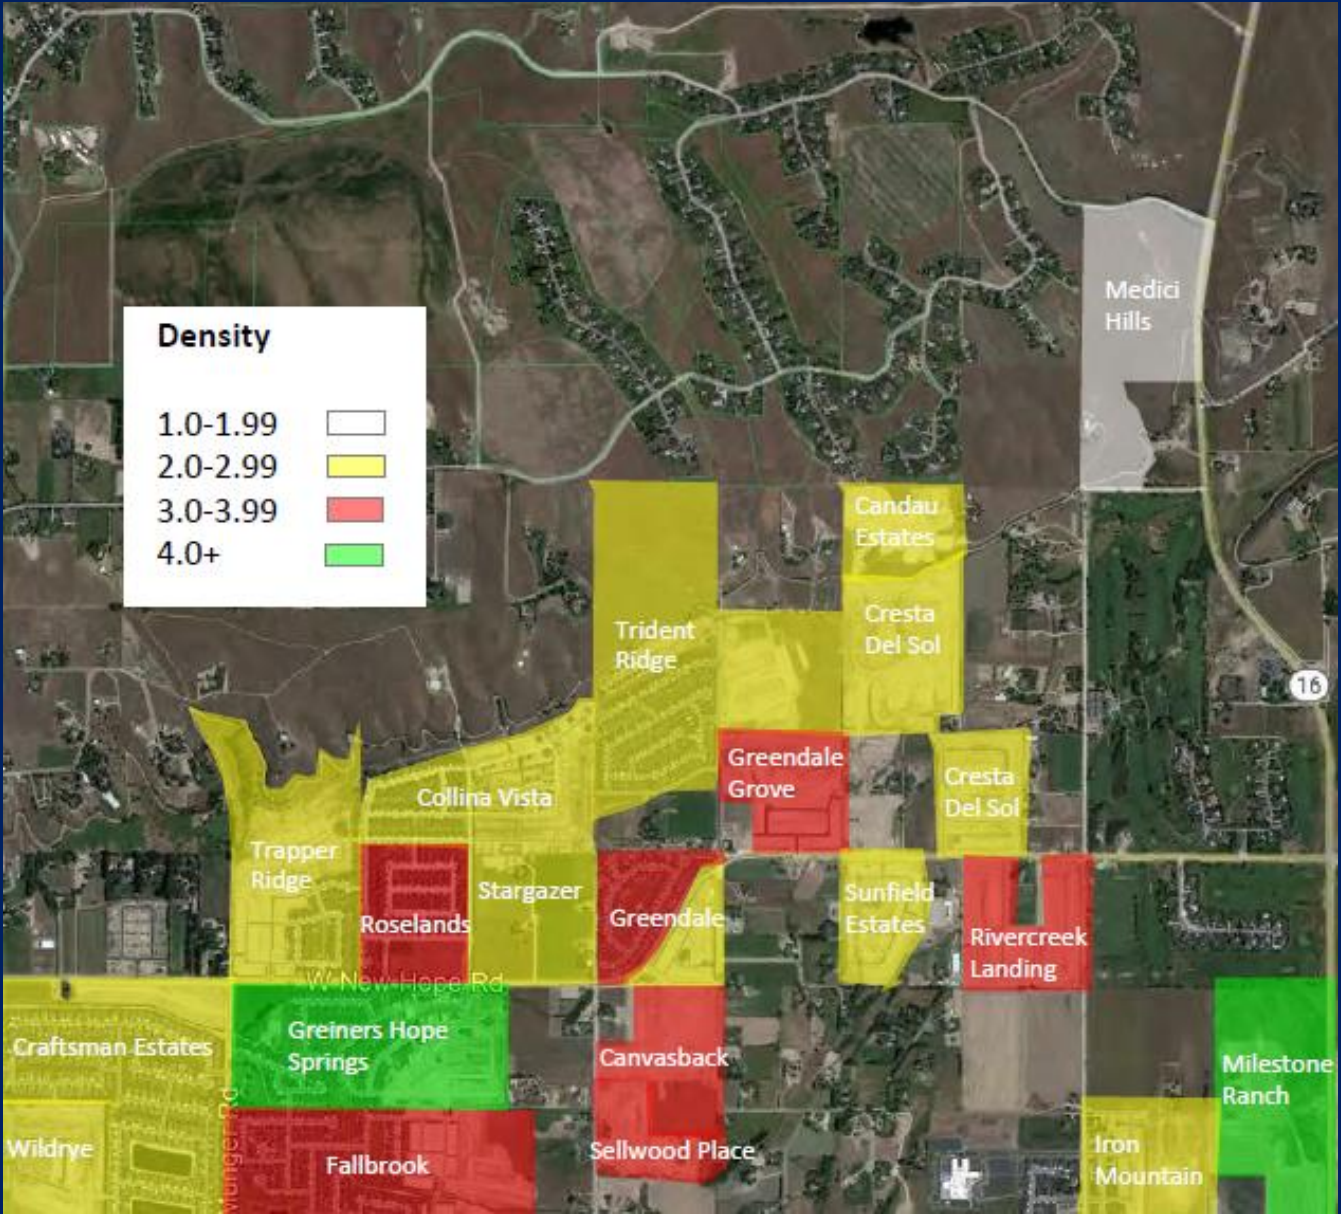 Medici
Hills
Density
1.0-1.99
2.0-2.99
3.0-3.99
4.0+
Candau
Estates
Trident
Ridge
Cresta
Del Sol
16
Greendale
Grove
Cresta
Del Sol
Collina Vista
Trapper
Ridge
Stargazer
Roselands
Greendale
Sunfield
Estates
Rivercreek
Landing
W New Hope Rd
Craftsman Estates
Greiners Hope
Springs
Canvasback
Milestone
Ranch
Munger Rd
Wildrye
Fallbrook
Sellwood Place
Iron
Mountain